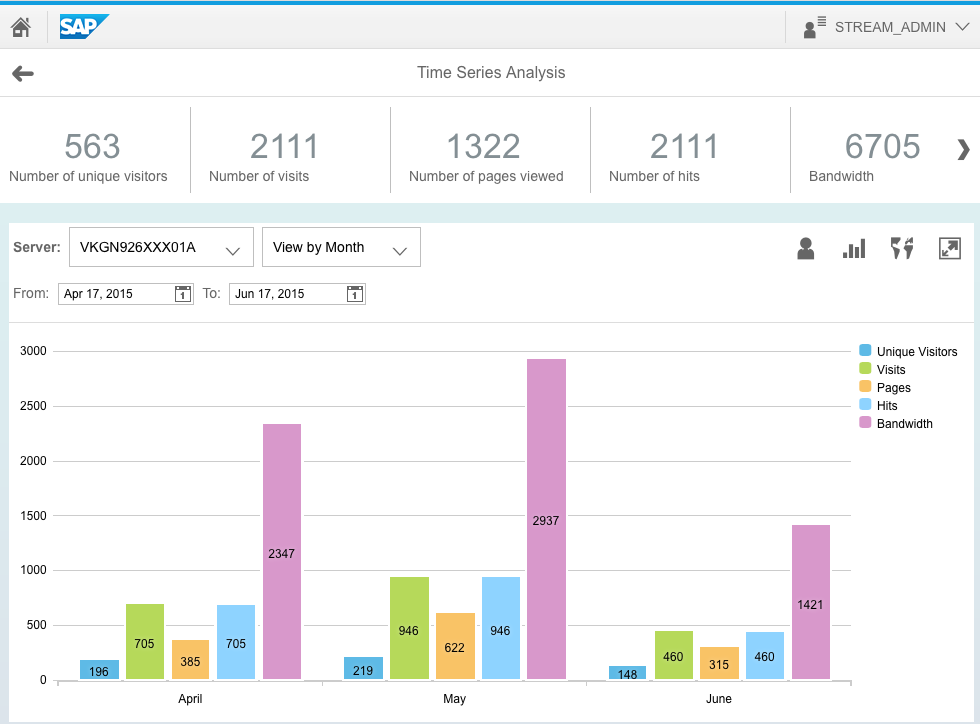 SAP
STREAM_ADMIN
Time Series Analysis
563
Number of unique visitors
2111
Number of visits
1322
Number of pages viewed
2111
Number of hits
6705
Bandwidth
Server:
VKGN926XXX01A
View by Month
From:
Apr 17, 2015
1
To:
Jun 17, 2015
1
3000
2500
2000
1500
1000
500
0
196
705
385
705
2347
219
946
622
946
2937
148
460
315
460
1421
April
May
June
Unique Visitors
Visits
Pages
Hits
Bandwidth